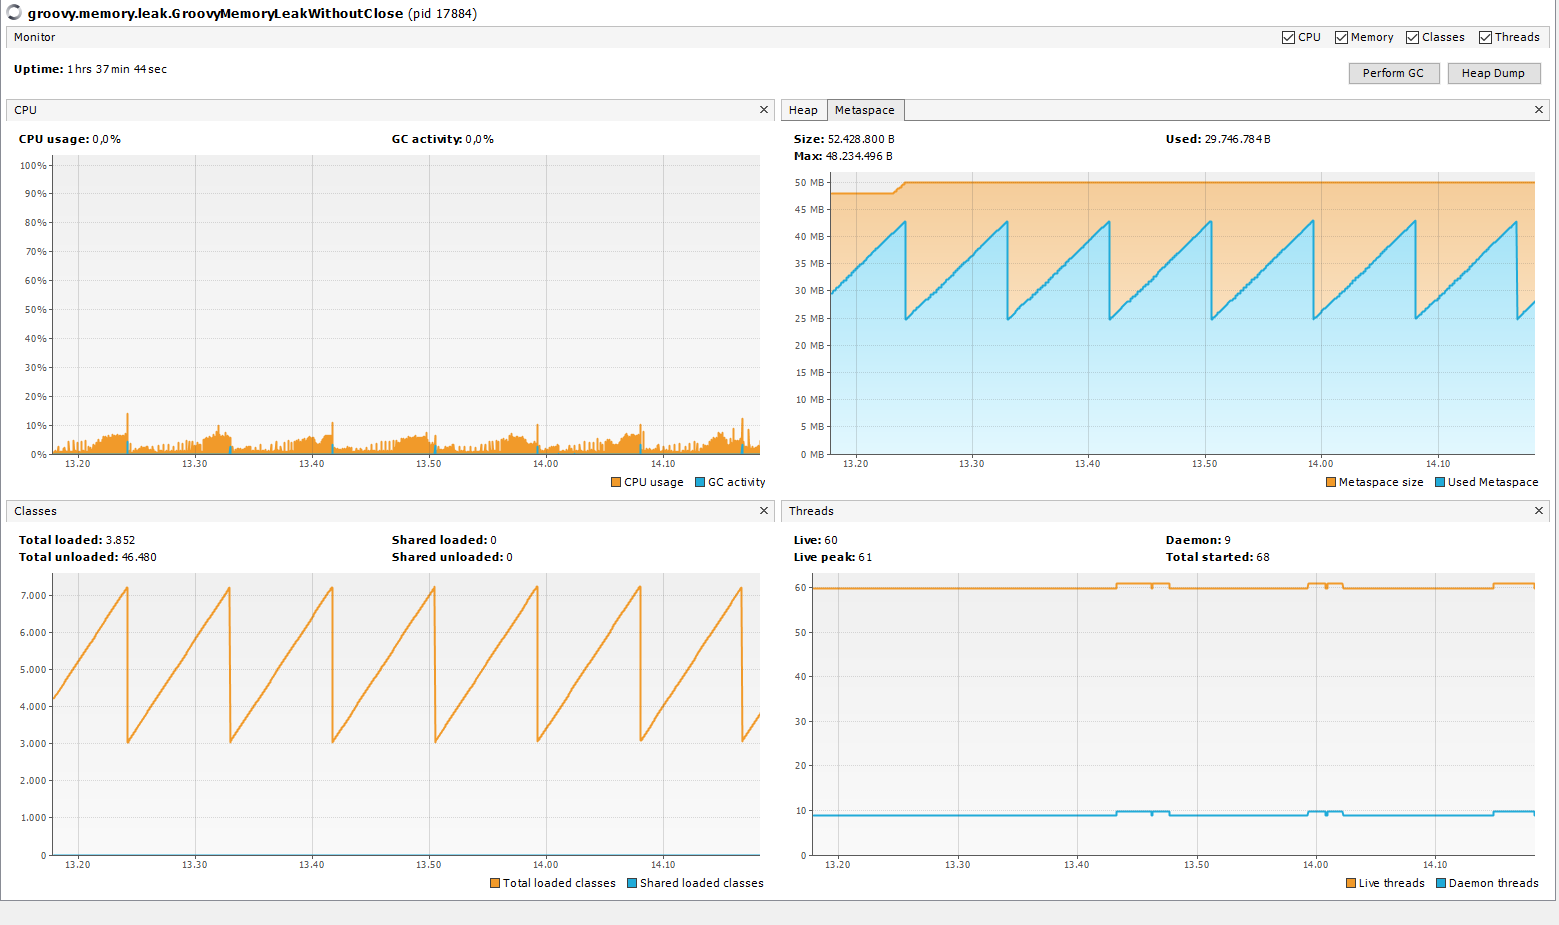 groovy.memory.leak.GroovyMemoryLeakWithoutClose (pid 17884)
Monitor
CPU Memory Classes Threads
Uptime: 1 hrs 37 min 44 sec
Perform GC Heap Dump
CPU
CPU usage: 0,0% GC activity: 0,0%
100%
90%
80%
70%
60%
50%
40%
30%
20%
10%
0%
13.20 13.30 13.40 13.50 14.00 14.10
CPU usage GC activity
Heap Metaspace
Size: 52.428.800 B Used: 29.746.784 B
Max: 48.234.496 B
50 MB
45 MB
40 MB
35 MB
30 MB
25 MB
20 MB
15 MB
10 MB
5 MB
0 MB
13.20 13.30 13.40 13.50 14.00 14.10
Metaspace size Used Metaspace
Classes
Total loaded: 3.852 Shared loaded: 0
Total unloaded: 46.480 Shared unloaded: 0
7.000
6.000
5.000
4.000
3.000
2.000
1.000
0
13.20 13.30 13.40 13.50 14.00 14.10
Total loaded classes Shared loaded classes
Threads
Live: 60 Daemon: 9
Live peak: 61 Total started: 68
60
50
40
30
20
10
0
13.20 13.30 13.40 13.50 14.00 14.10
Live threads Daemon threads